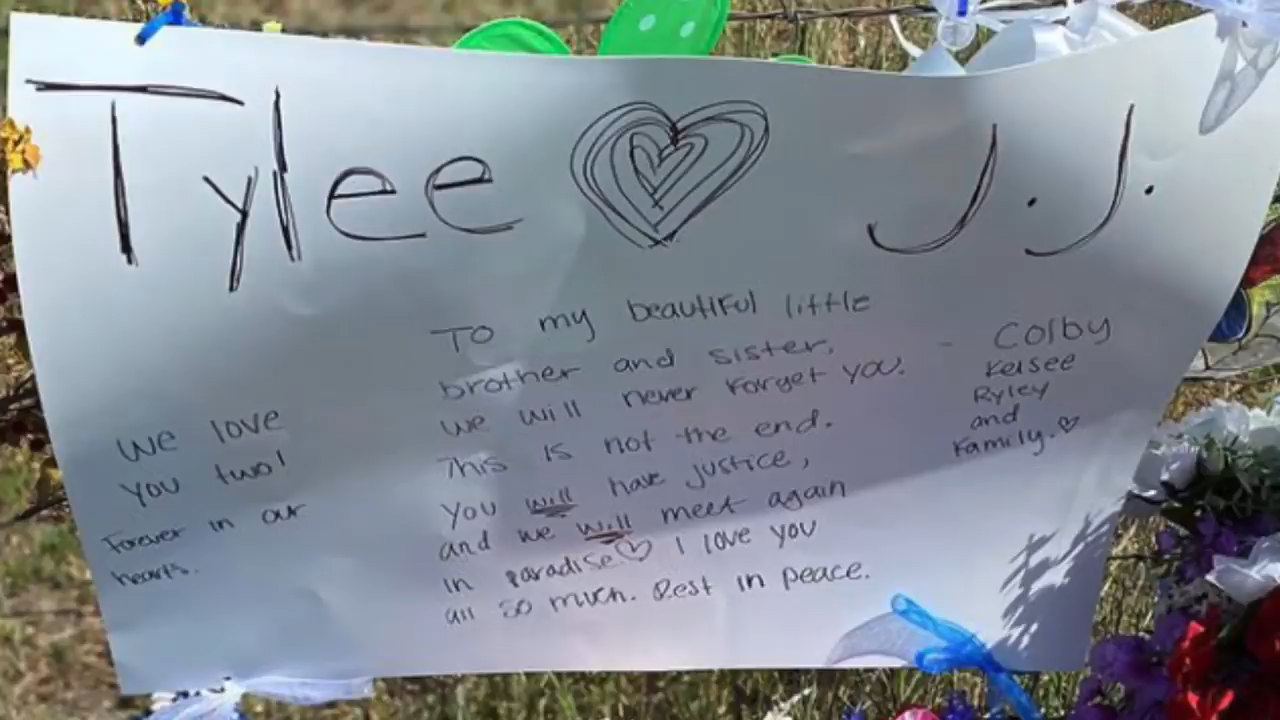 Tylee J.J.
To my beautiful little
brother and sister,
we will never forget you.
This is not the end.
you will have justice,
and we will meet again
in paradise I love you
all so much. Rest in peace.
We love
you two!
Forever in our
hearts.
- Colby
Kelsee
Ryley
and
Family.